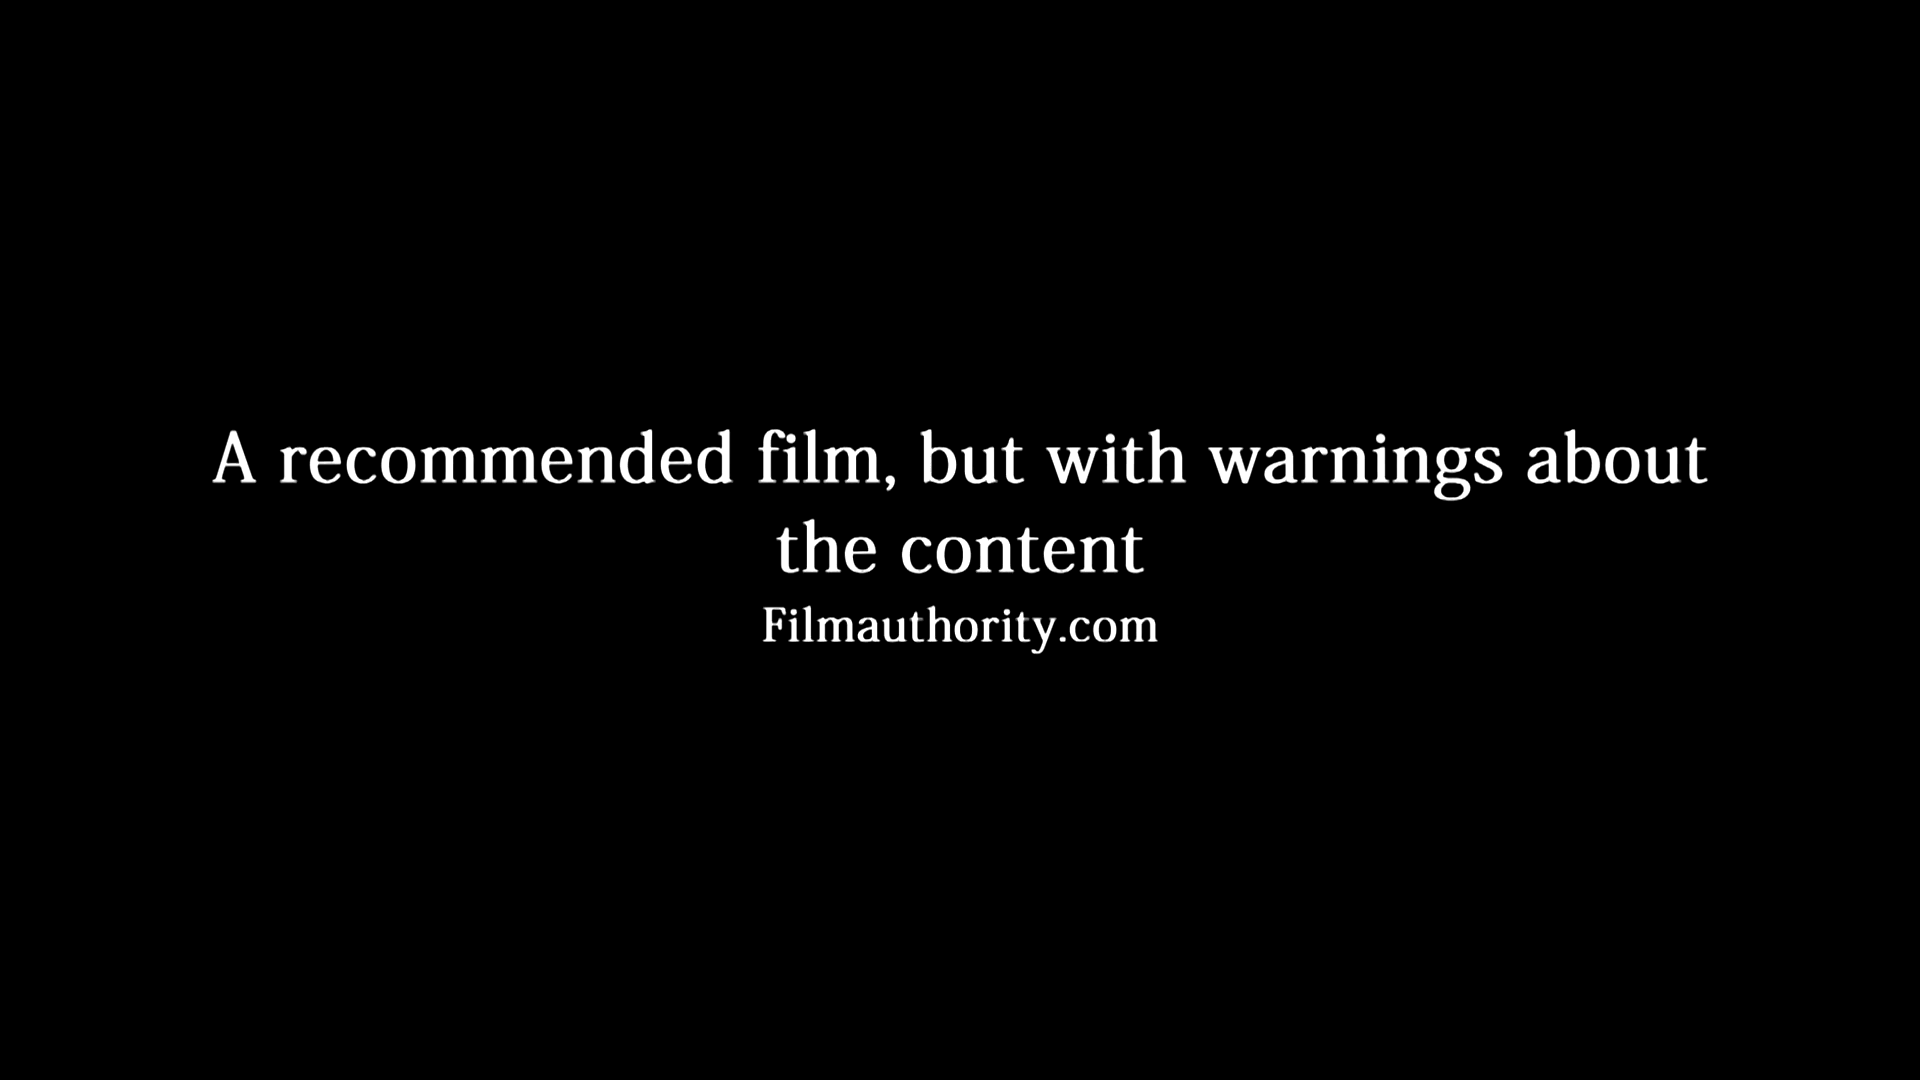 A recommended film, but with warnings about
the content
Filmauthority.com